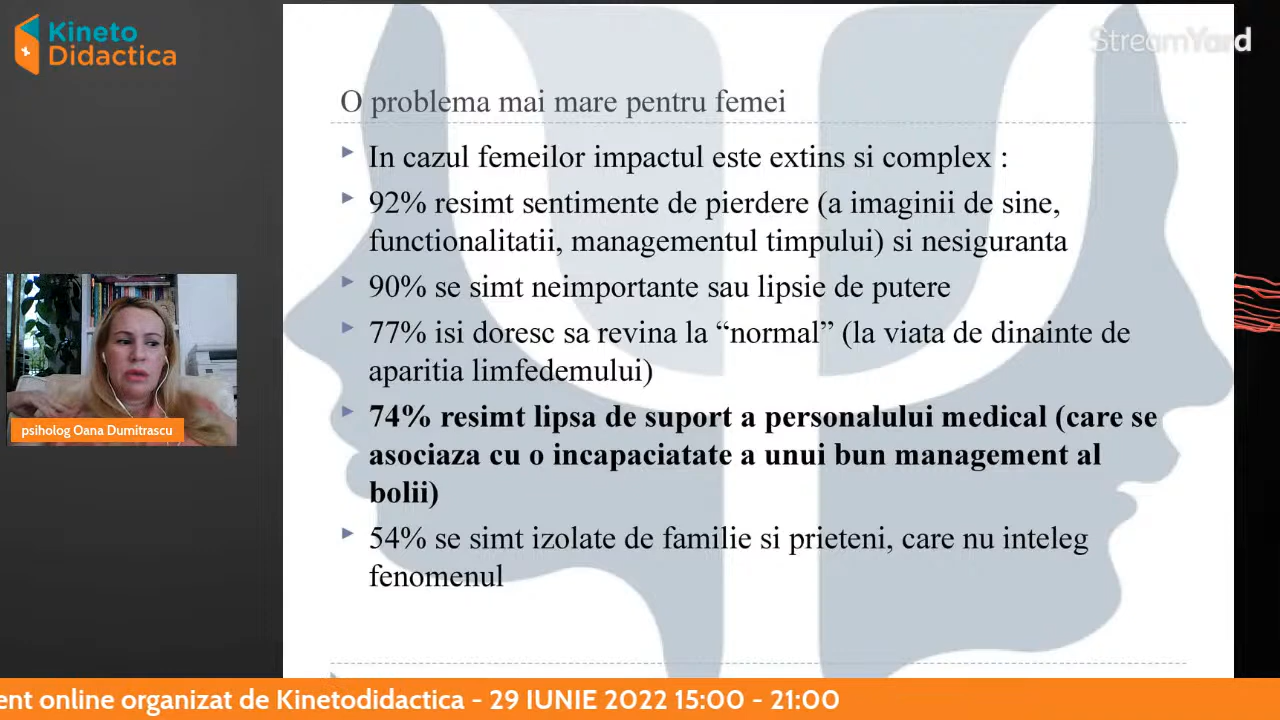 Kineto
Didactica
StreamYard
O problema mai mare pentru femei
In cazul femeilor impactul este extins si complex :
92% resimt sentimente de pierdere (a imaginii de sine,
functionalitatii, managementul timpului) si nesiguranta
90% se simt neimportante sau lipsie de putere
77% isi doresc sa revina la “normal” (la viata de dinainte de
aparitia limfedemului)
74% resimt lipsa de suport a personalului medical (care se
asociaza cu o incapaciatate a unui bun management al
bolii)
54% se simt izolate de familie si prieteni, care nu inteleg
fenomenul
psiholog Oana Dumitrascu
ent online organizat de Kinetodidactica - 29 IUNIE 2022 15:00 - 21:00